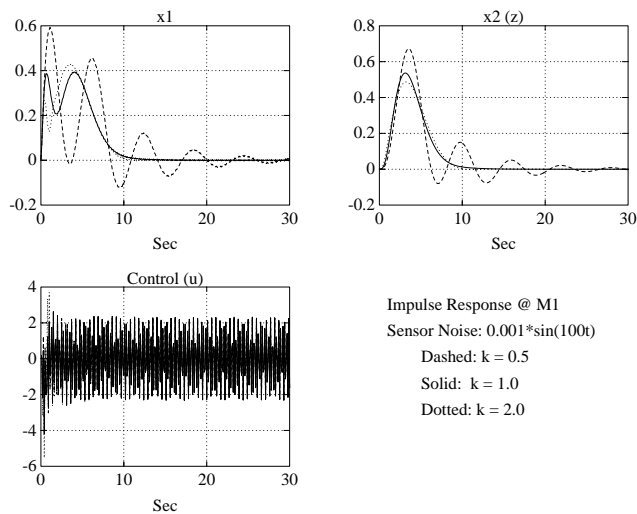 x1
0.6
0.4
0.2
0
-0.2
0 10 20 30
Sec
x2 (z)
0.8
0.6
0.4
0.2
0
-0.2
0 10 20 30
Sec
Control (u)
4
2
0
-2
-4
-6
0 10 20 30
Sec
Impulse Response @ M1
Sensor Noise: 0.001*sin(100t)
Dashed: k = 0.5
Solid: k = 1.0
Dotted: k = 2.0